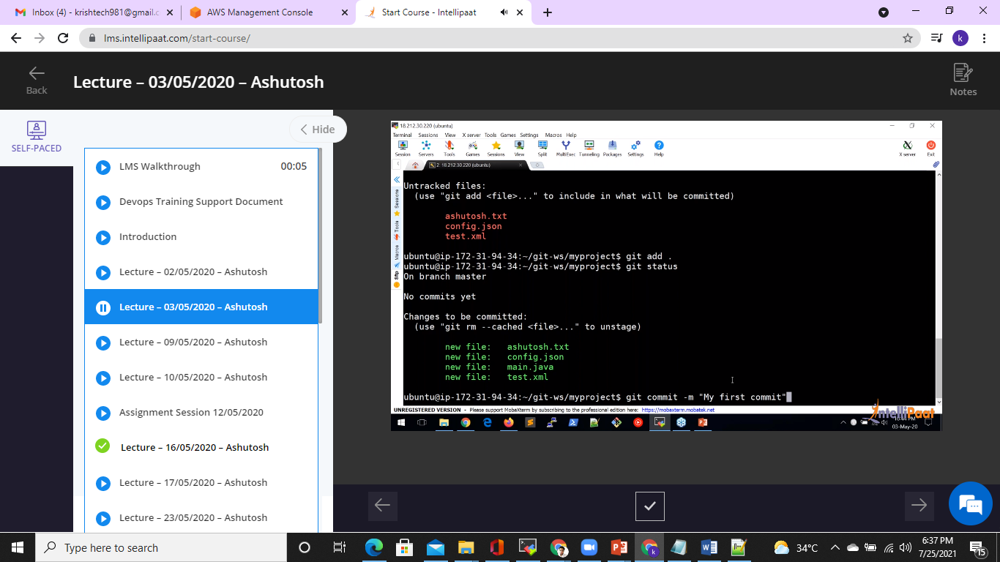 Inbox (4) - krishtech981@gmail.c
AWS Management Console
Start Course - Intellipaat
lms.intellipaat.com/start-course/
k
Back
Lecture – 03/05/2020 – Ashutosh
Notes
SELF-PACED
Hide
LMS Walkthrough 00:05
Devops Training Support Document
Introduction
Lecture – 02/05/2020 – Ashutosh
Lecture – 03/05/2020 – Ashutosh
Lecture – 09/05/2020 – Ashutosh
Lecture – 10/05/2020 – Ashutosh
Assignment Session 12/05/2020
Lecture – 16/05/2020 – Ashutosh
Lecture – 17/05/2020 – Ashutosh
Lecture – 23/05/2020 – Ashutosh
18.212.30.220 (ubuntu)
Terminal Sessions View X server Tools Games Settings Macros Help
Session Servers Tools Games Sessions View Split MultiExec Tunneling Packages Settings Help X server Exit
2. 18.212.30.220 (ubuntu)
Sessions
Tools
Macros
Sftp
Untracked files:
(use "git add <file>..." to include in what will be committed)
ashutosh.txt
config.json
test.xml
ubuntu@ip-172-31-94-34:~/git-ws/myproject$ git add .
ubuntu@ip-172-31-94-34:~/git-ws/myproject$ git status
On branch master
No commits yet
Changes to be committed:
(use "git rm --cached <file>..." to unstage)
new file: ashutosh.txt
new file: config.json
new file: main.java
new file: test.xml
ubuntu@ip-172-31-94-34:~/git-ws/myproject$ git commit -m "My first commit"
UNREGISTERED VERSION - Please support MobaXterm by subscribing to the professional edition here: https://mobaxterm.mobatek.net
IntelliPaat
03-May-20
Type here to search
34°C
6:37 PM
7/25/2021
15